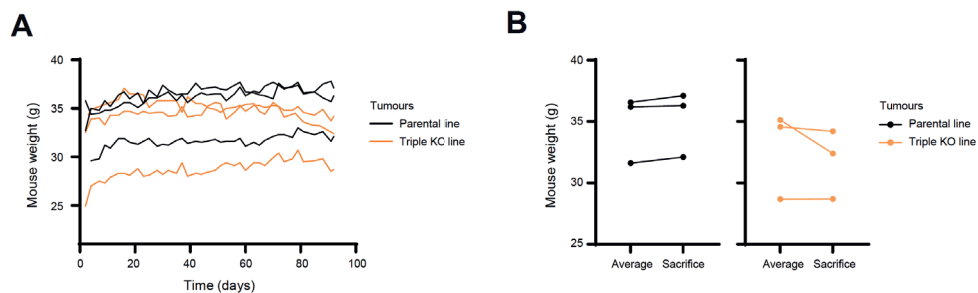 A
Mouse weight (g)
40
35
30
25
0
20
40
60
80
100
Time (days)
Tumours
Parental line
Triple KO line
B
Mouse weight (g)
40
35
30
25
Average
Sacrifice
Average
Sacrifice
Tumours
Parental line
Triple KO line